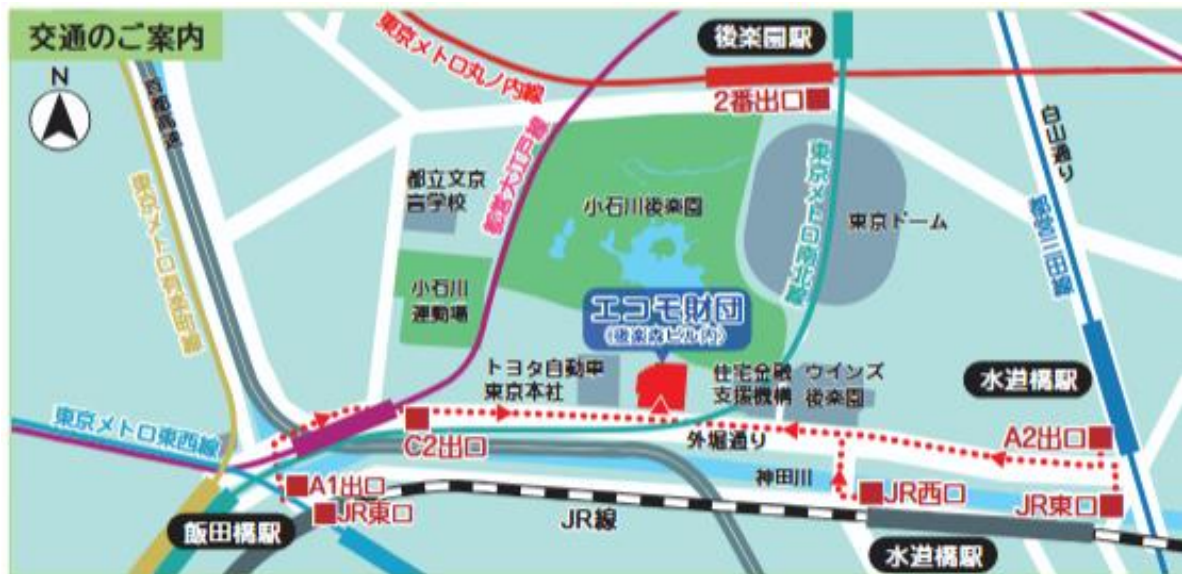 交通のご案内
N
後楽園駅
東京メトロ丸ノ内線
2番出口
白山通り
都営大江戸線
都立文京
盲学校
小石川後楽園
東京メトロ南北線
東京ドーム
都営三田線
東京メトロ有楽町線
小石川
運動場
エコモ財団
(後楽森ビル内)
トヨタ自動車
東京本社
住宅金融
支援機構
ウインズ
後楽園
水道橋駅
東京メトロ東西線
C2出口
外堀通り
A2出口
神田川
A1出口
JR西口
JR東口
JR東口
JR線
飯田橋駅
水道橋駅